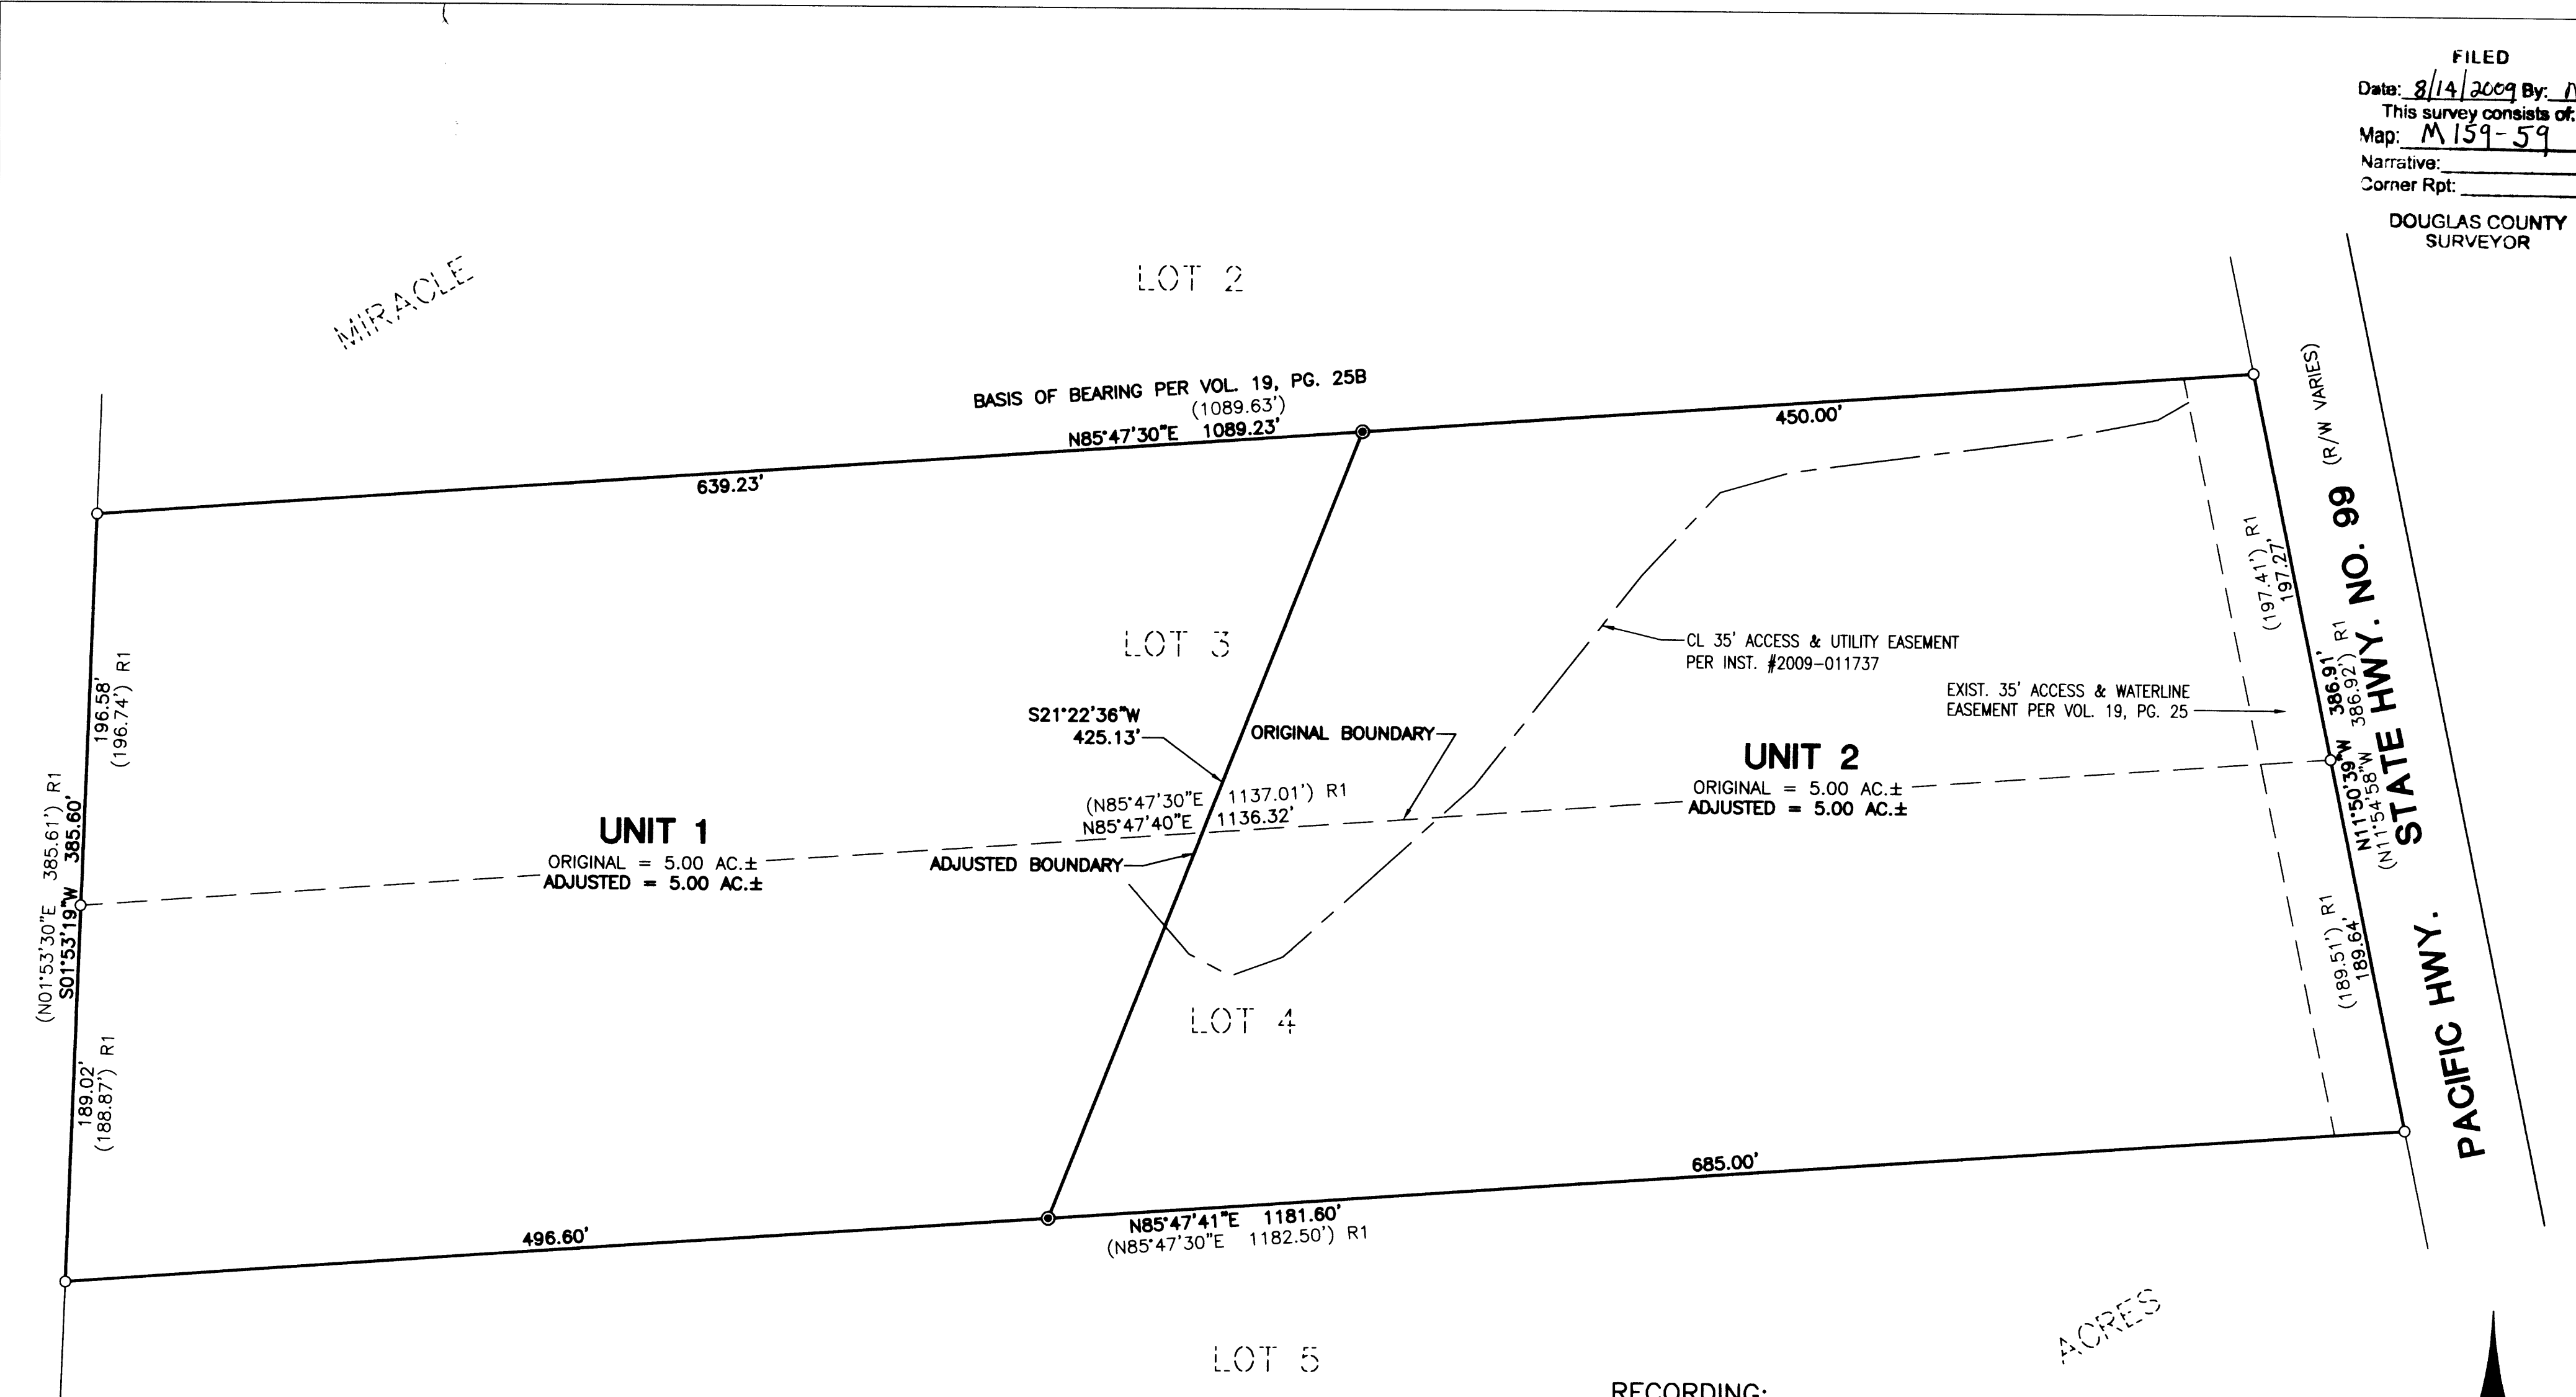 FILED
Date: 8/14/2009 By:
This survey consists of:
Map: M159-59
Narrative:
Corner Rpt:
DOUGLAS COUNTY
SURVEYOR
MIRACLE
LOT 2
BASIS OF BEARING PER VOL. 19, PG. 25B
(1089.63')
N85°47'30"E 1089.23'
639.23'
450.00'
(R/W VARIES)
STATE HWY. NO. 99
PACIFIC HWY.
(197.41') R1
197.27'
LOT 3
CL 35' ACCESS & UTILITY EASEMENT
PER INST. #2009-011737
EXIST. 35' ACCESS & WATERLINE
EASEMENT PER VOL. 19, PG. 25
196.58'
(196.74') R1
S21°22'36"W
425.13'
ORIGINAL BOUNDARY
N11°50'39"W 386.91'
(N11°54'58"W 386.92') R1
UNIT 2
ORIGINAL = 5.00 AC.±
ADJUSTED = 5.00 AC.±
(N85°47'30"E 1137.01') R1
N85°47'40"E 1136.32'
UNIT 1
ORIGINAL = 5.00 AC.±
ADJUSTED = 5.00 AC.±
ADJUSTED BOUNDARY
(N01°53'30"E 385.61') R1
S01°53'19"W 385.60'
(189.51') R1
189.64'
LOT 4
189.02'
(188.87') R1
685.00'
496.60'
N85°47'41"E 1181.60'
(N85°47'30"E 1182.50') R1
ACRES
LOT 5
RECORDING: